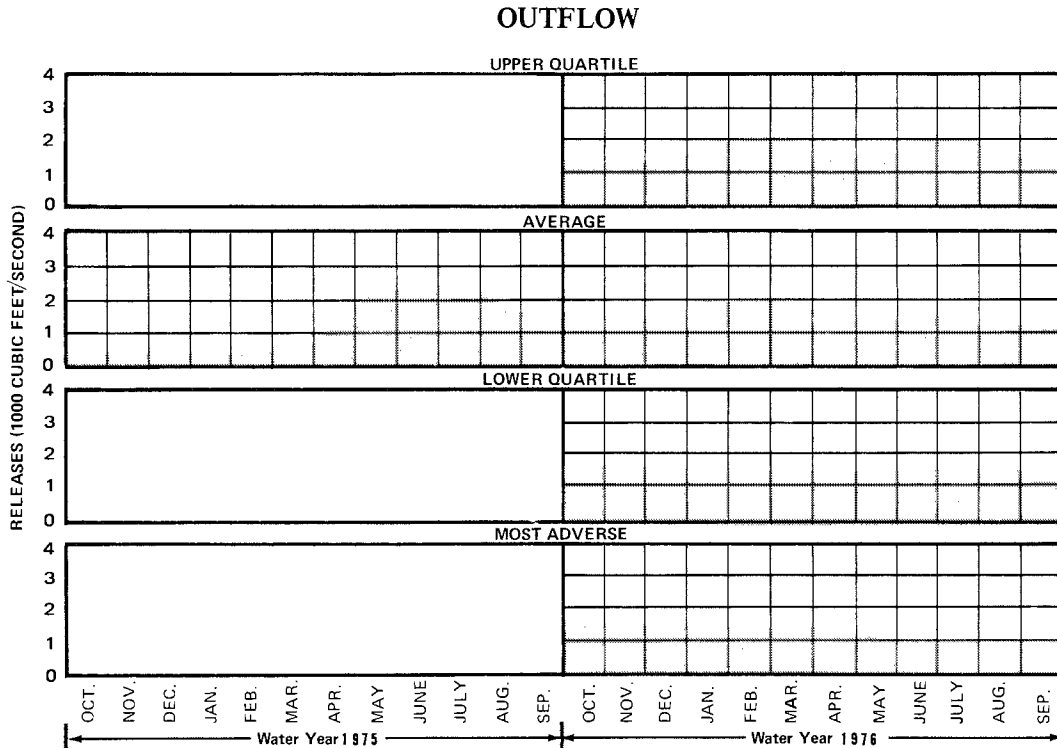 OUTFLOW
UPPER QUARTILE
4
3
2
1
0
AVERAGE
4
3
2
1
0
LOWER QUARTILE
4
3
2
1
0
MOST ADVERSE
4
3
2
1
0
RELEASES (1000 CUBIC FEET/SECOND)
OCT. NOV. DEC. JAN. FEB. MAR. APR. MAY JUNE JULY AUG. SEP. OCT. NOV. DEC. JAN. FEB. MAR. APR. MAY JUNE JULY AUG. SEP.
Water Year 1975 Water Year 1976